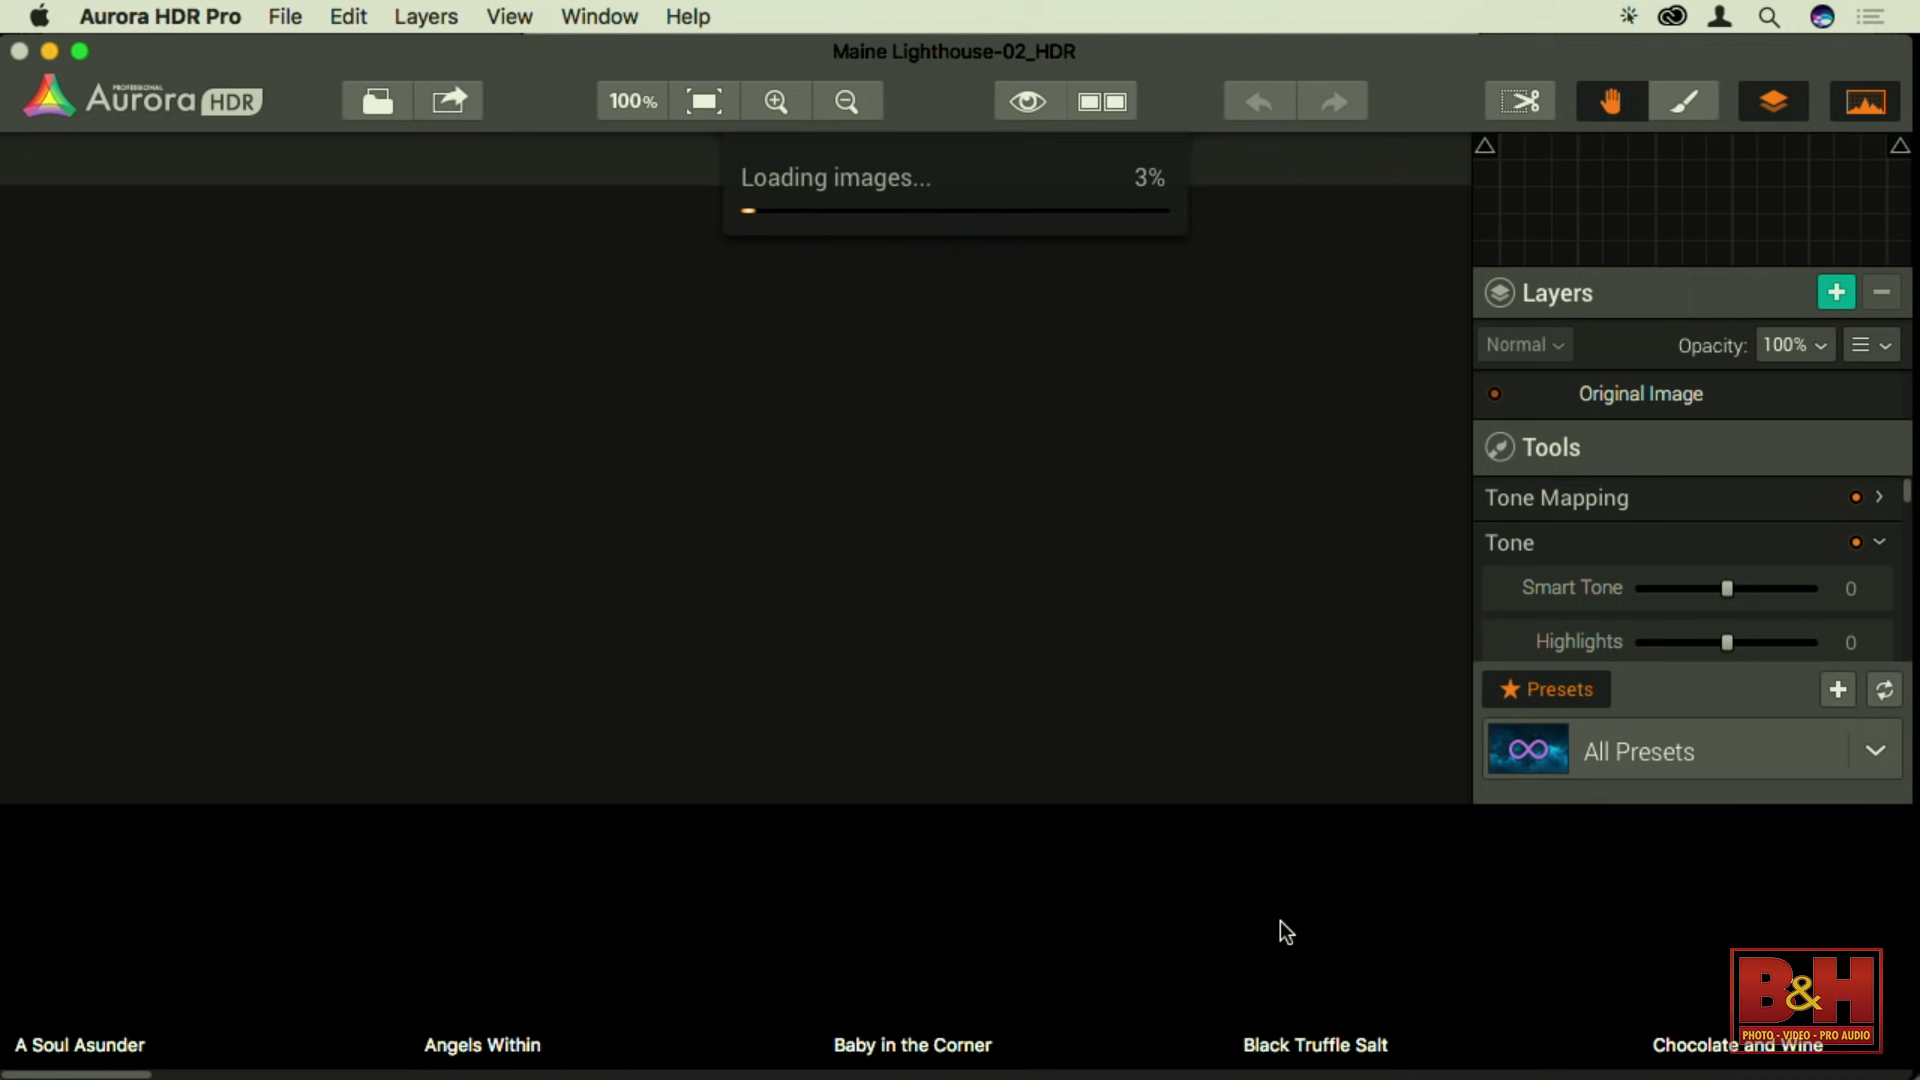 Aurora HDR Pro File Edit Layers View Window Help
Maine Lighthouse-02_HDR
PROFESSIONAL
Aurora HDR
100%
Loading images... 3%
Layers
Normal Opacity: 100%
Original Image
Tools
Tone Mapping
Tone
Smart Tone 0
Highlights 0
Presets
All Presets
B&H
PHOTO - VIDEO - PRO AUDIO
A Soul Asunder Angels Within Baby in the Corner Black Truffle Salt Chocolate and Wine